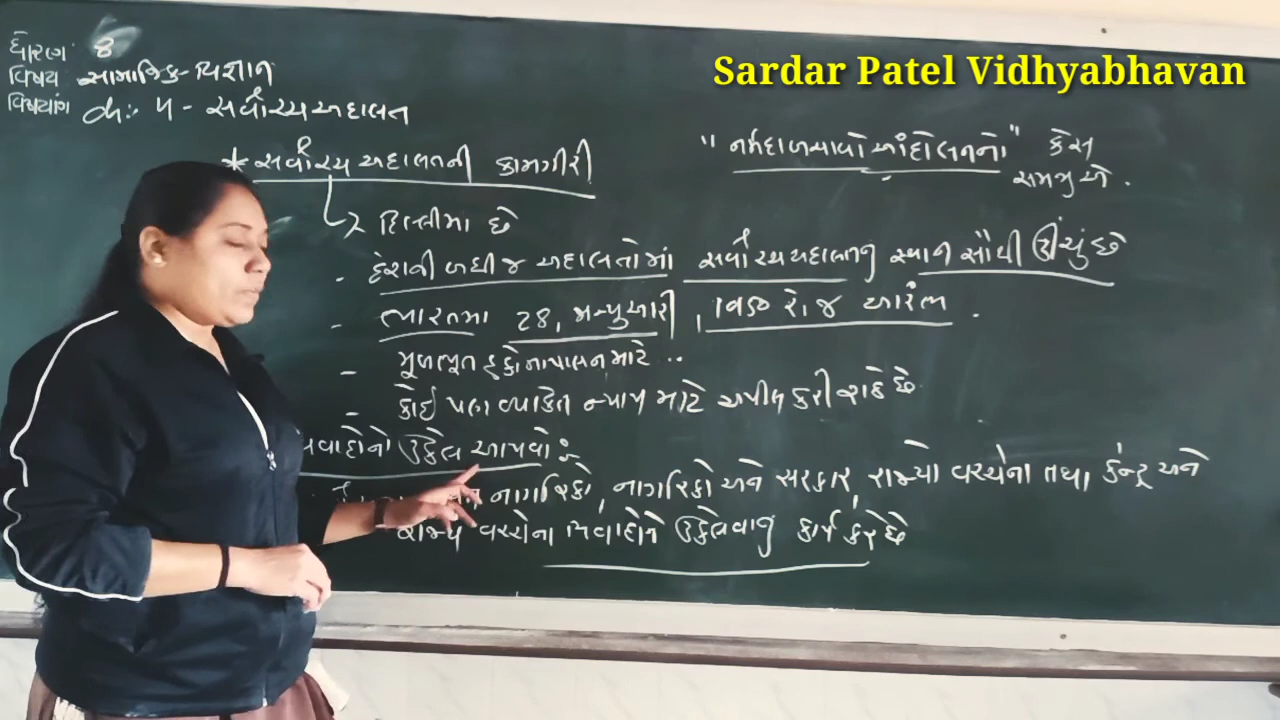 ધોરણ 8
વિષય સામાજિક-વિજ્ઞાન
વિષયાંગ 5 - સર્વોચ્ચ અદાલત
Sardar Patel Vidhyabhavan
* સર્વોચ્ચ અદાલતની કામગીરી
"નર્મદા બચાવો આંદોલનનો" કેસ
સમજીએ.
દિલ્લીમાં છે
- દેશની બધી જ અદાલતોમાં સર્વોચ્ચ અદાલતનું સ્થાન સૌથી ઊંચું છે
- ભારતમાં 28, જાન્યુઆરી, ૧૯૫૦ રોજ આરંભ .
- મૂળભૂત હકોના પાલન માટે ..
- કોઈ પણ વ્યક્તિ ન્યાય માટે અપીલ કરી શકે છે
ઉકેલ આપવો :-
નાગરિકો, નાગરિકો અને સરકાર, રાજ્યો વચ્ચેના તથા કેન્દ્ર અને
રાજ્ય વચ્ચેના વિવાદોને ઉકેલવાનું કાર્ય કરે છે